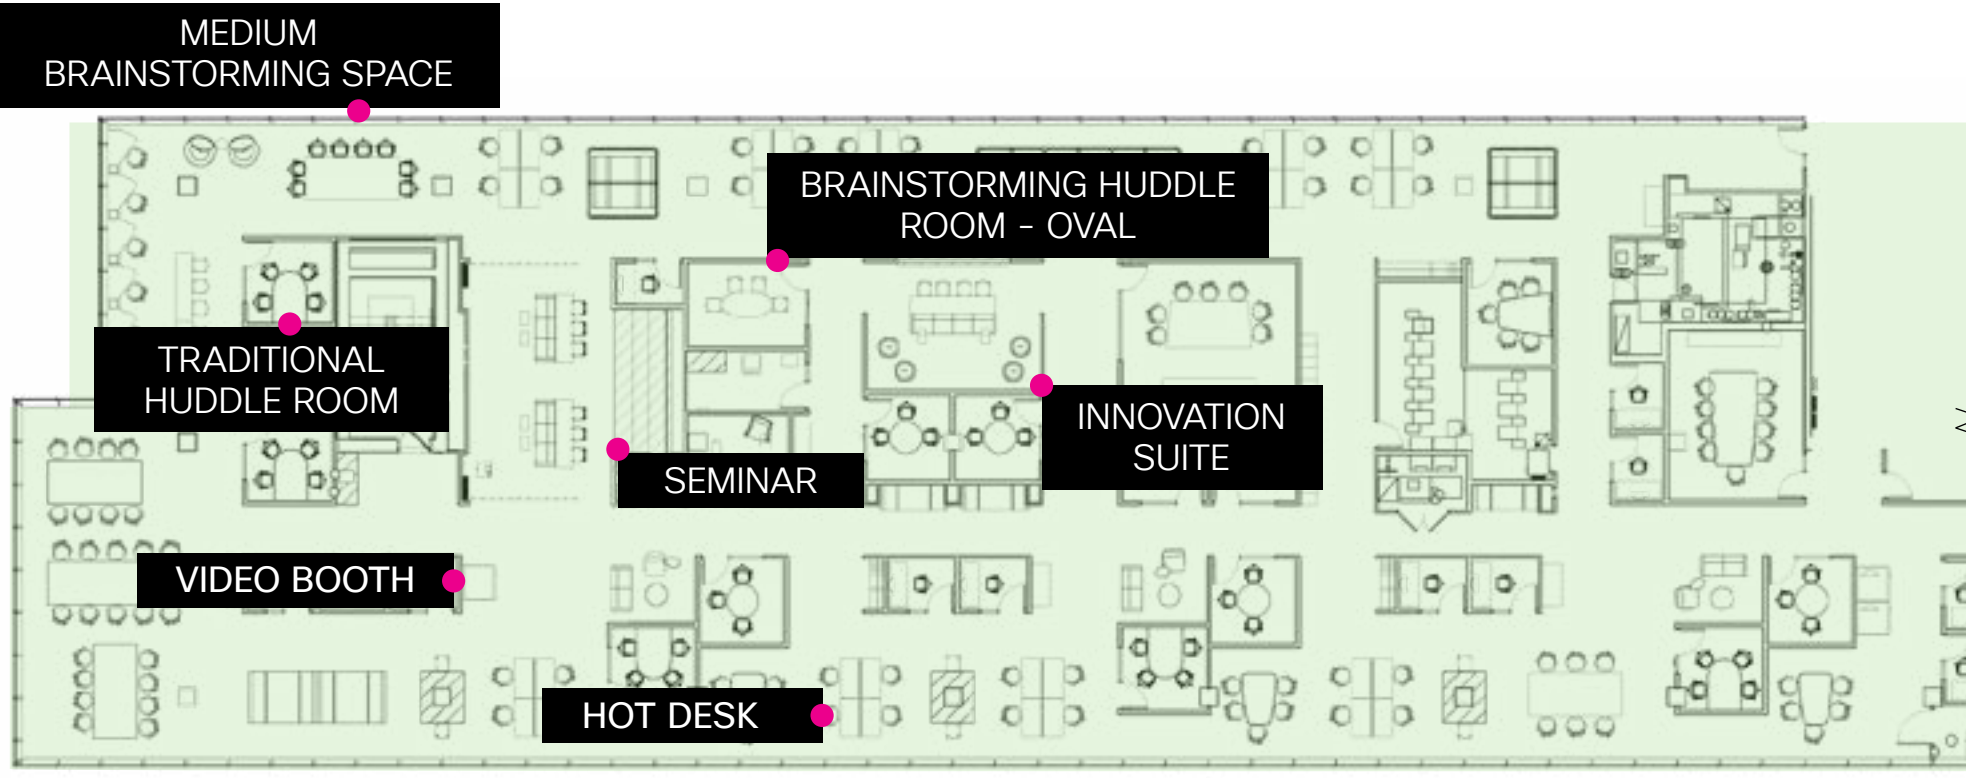 MEDIUM
BRAINSTORMING SPACE
BRAINSTORMING HUDDLE
ROOM - OVAL
TRADITIONAL
HUDDLE ROOM
INNOVATION
SUITE
SEMINAR
VIDEO BOOTH
HOT DESK